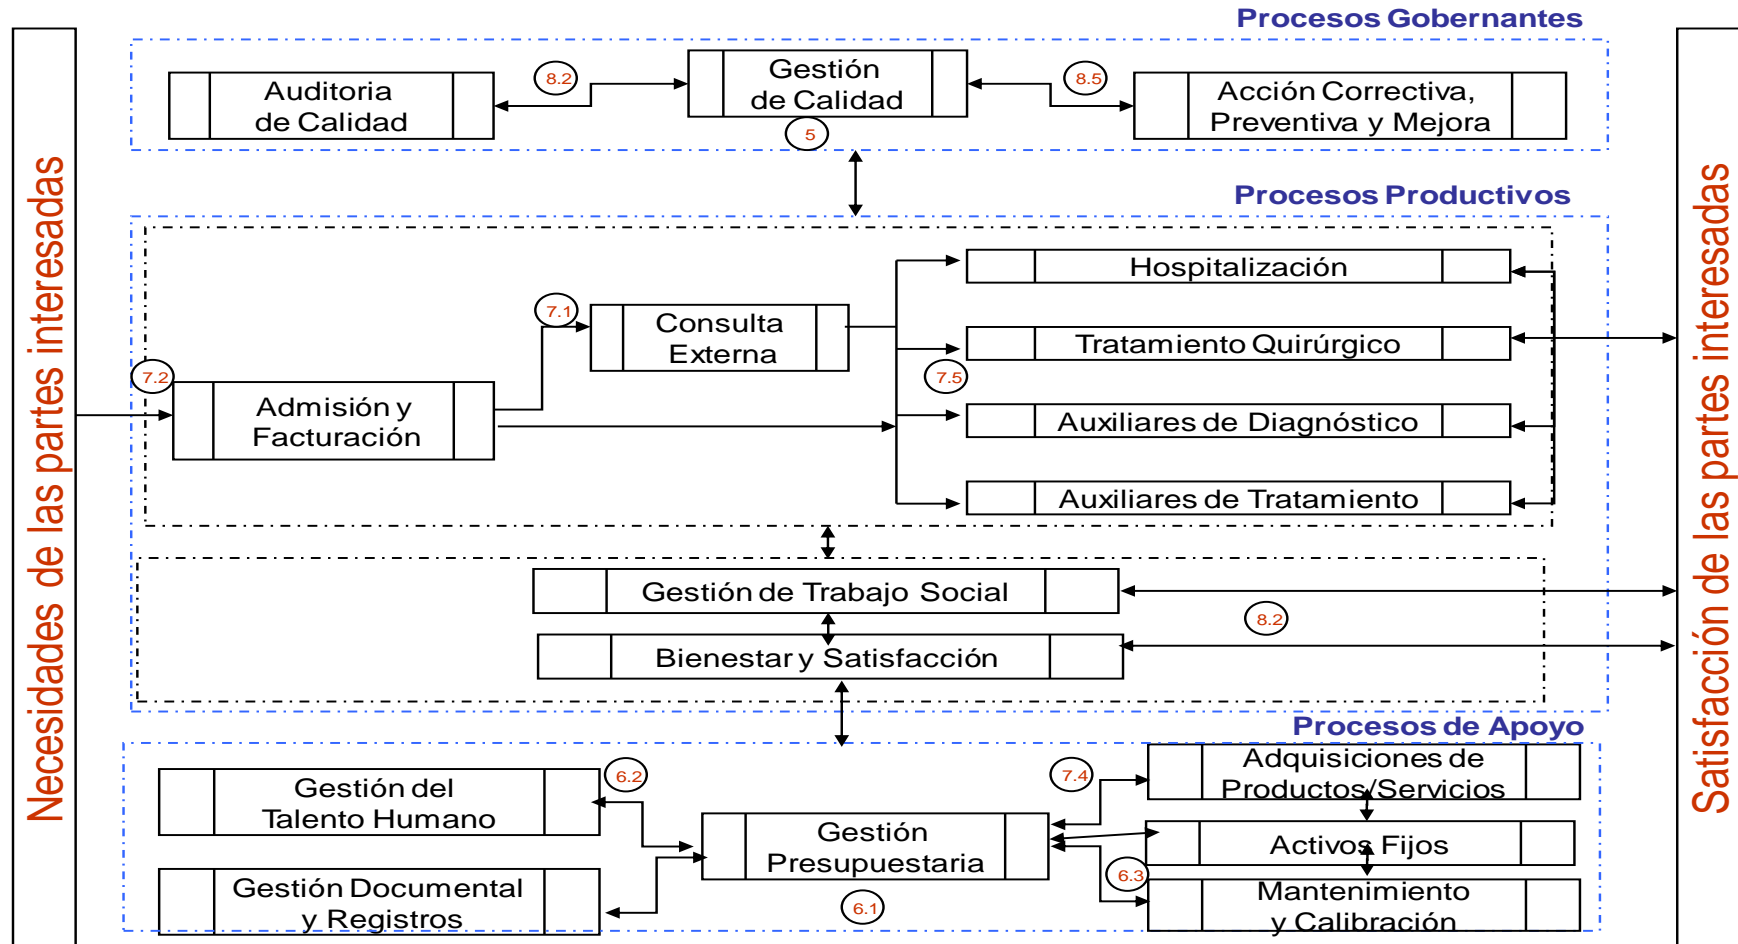 Procesos Gobernantes
Auditoria
de Calidad
8.2
Gestión
de Calidad
5
8.5
Acción Correctiva,
Preventiva y Mejora
Necesidades de las partes interesadas
Satisfacción de las partes interesadas
Procesos Productivos
7.2
Admisión y
Facturación
7.1
Consulta
Externa
7.5
Hospitalización
Tratamiento Quirúrgico
Auxiliares de Diagnóstico
Auxiliares de Tratamiento
Gestión de Trabajo Social
8.2
Bienestar y Satisfacción
Procesos de Apoyo
Gestión del
Talento Humano
6.2
Gestión Documental
y Registros
Gestión
Presupuestaria
6.1
7.4
Adquisiciones de
Productos/Servicios
Activos Fijos
6.3
Mantenimiento
y Calibración